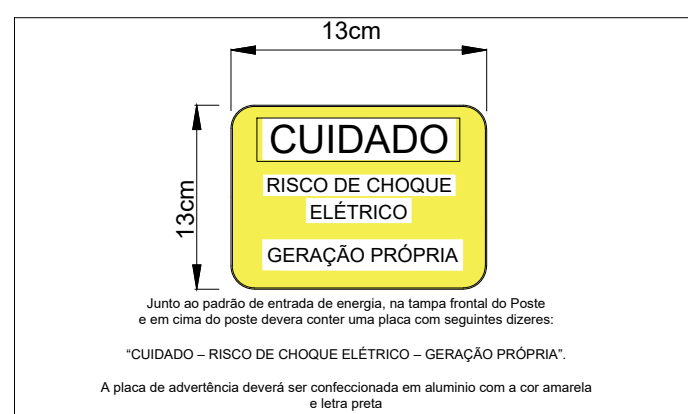 13cm
13cm
CUIDADO
RISCO DE CHOQUE
ELÉTRICO
GERAÇÃO PRÓPRIA
Junto ao padrão de entrada de energia, na tampa frontal do Poste
e em cima do poste devera conter uma placa com seguintes dizeres:
“CUIDADO – RISCO DE CHOQUE ELÉTRICO – GERAÇÃO PRÓPRIA”.
A placa de advertência deverá ser confeccionada em aluminio com a cor amarela
e letra preta